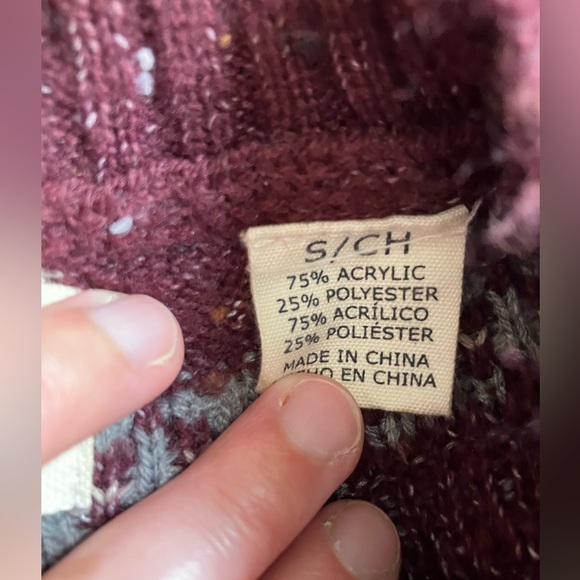 S/CH
75% ACRYLIC
25% POLYESTER
75% ACRÍLICO
25% POLIÉSTER
MADE IN CHINA
EN CHINA